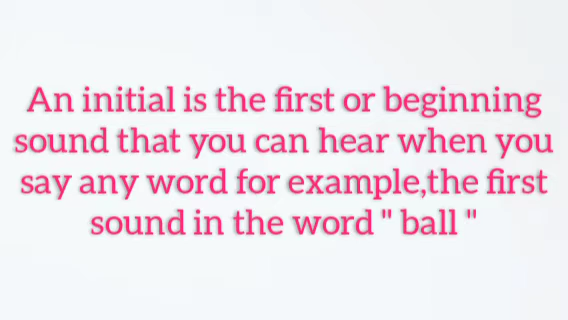 An initial is the first or beginning
sound that you can hear when you
say any word for example,the first
sound in the word " ball "